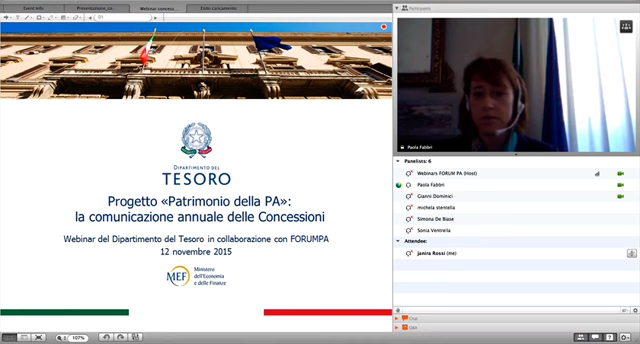 Event Info
Presentazione_co...
Webinar concess...
Esito caricamento
01
DIPARTIMENTO DEL
TESORO
Progetto «Patrimonio della PA»:
la comunicazione annuale delle Concessioni
Webinar del Dipartimento del Tesoro in collaborazione con FORUMPA
12 novembre 2015
MEF
Ministero
dell'Economia
e delle Finanze
107%
Participants
Paola Fabbri
Panelists: 6
Webinars FORUM PA (Host)
Paola Fabbri
Gianni Dominici
michela stentella
Simona De Biase
Sonia Ventrella
Attendee:
Janira Rossi (me)
Chat
Q&A